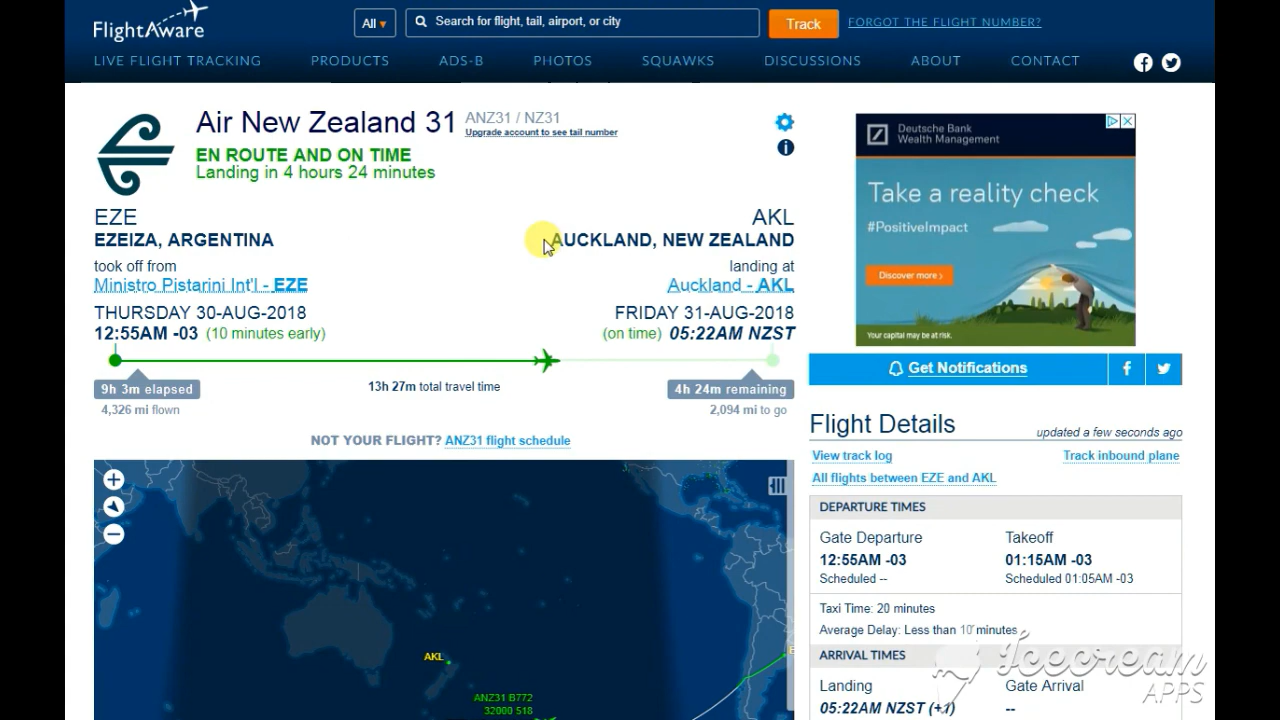 FlightAware
All ▾
Search for flight, tail, airport, or city
Track
FORGOT THE FLIGHT NUMBER?
LIVE FLIGHT TRACKING PRODUCTS ADS-B PHOTOS SQUAWKS DISCUSSIONS ABOUT CONTACT
Air New Zealand 31
ANZ31 / NZ31
Upgrade account to see tail number
EN ROUTE AND ON TIME
Landing in 4 hours 24 minutes
EZE
EZEIZA, ARGENTINA
took off from
Ministro Pistarini Int'l - EZE
THURSDAY 30-AUG-2018
12:55AM -03 (10 minutes early)
AKL
AUCKLAND, NEW ZEALAND
landing at
Auckland - AKL
FRIDAY 31-AUG-2018
(on time) 05:22AM NZST
9h 3m elapsed
4,326 mi flown
13h 27m total travel time
4h 24m remaining
2,094 mi to go
NOT YOUR FLIGHT? ANZ31 flight schedule
AKL
ANZ31 B772
32000 518
Deutsche Bank
Wealth Management
Take a reality check
#PositiveImpact
Discover more >
Your capital may be at risk.
Get Notifications
Flight Details
updated a few seconds ago
View track log
Track inbound plane
All flights between EZE and AKL
DEPARTURE TIMES
Gate Departure
12:55AM -03
Scheduled --
Takeoff
01:15AM -03
Scheduled 01:05AM -03
Taxi Time: 20 minutes
Average Delay: Less than 10 minutes
ARRIVAL TIMES
Landing
05:22AM NZST (+1)
Gate Arrival
--
Icecream
APPS